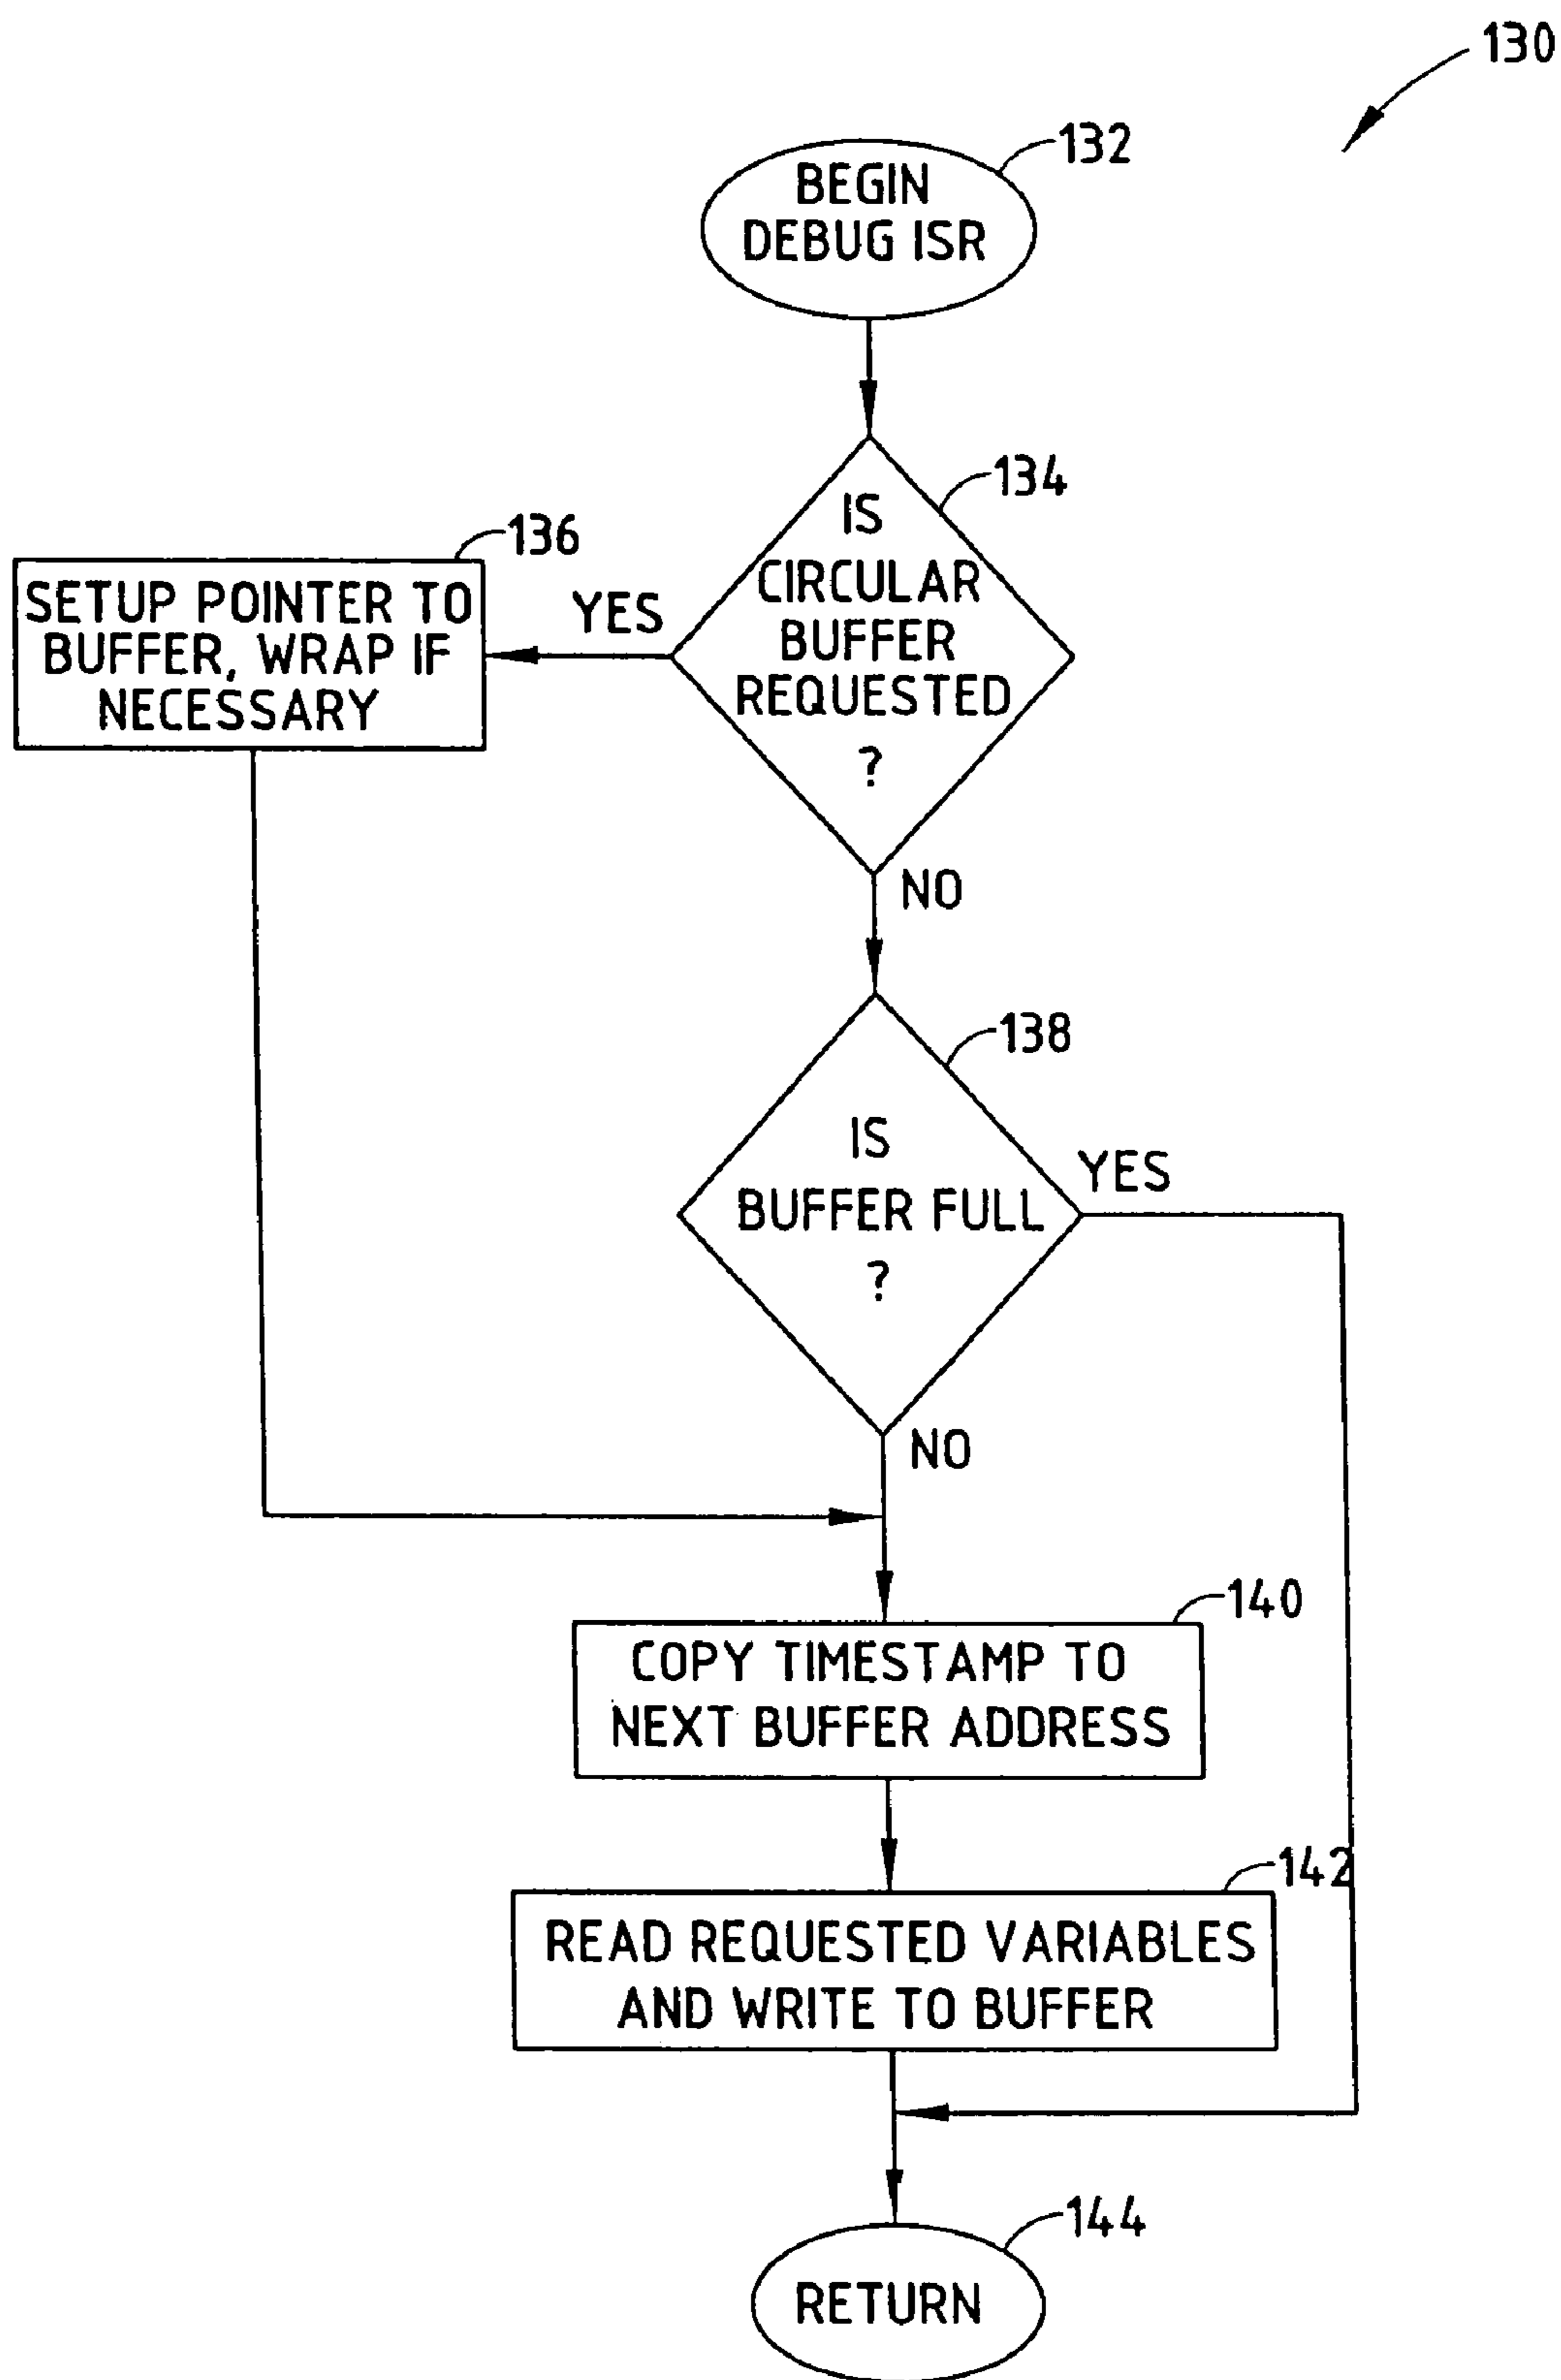 130
132
BEGIN
DEBUG ISR
134
IS
CIRCULAR
BUFFER
REQUESTED
?
YES
136
SETUP POINTER TO
BUFFER, WRAP IF
NECESSARY
NO
138
IS
BUFFER FULL
?
YES
NO
140
COPY TIMESTAMP TO
NEXT BUFFER ADDRESS
142
READ REQUESTED VARIABLES
AND WRITE TO BUFFER
144
RETURN